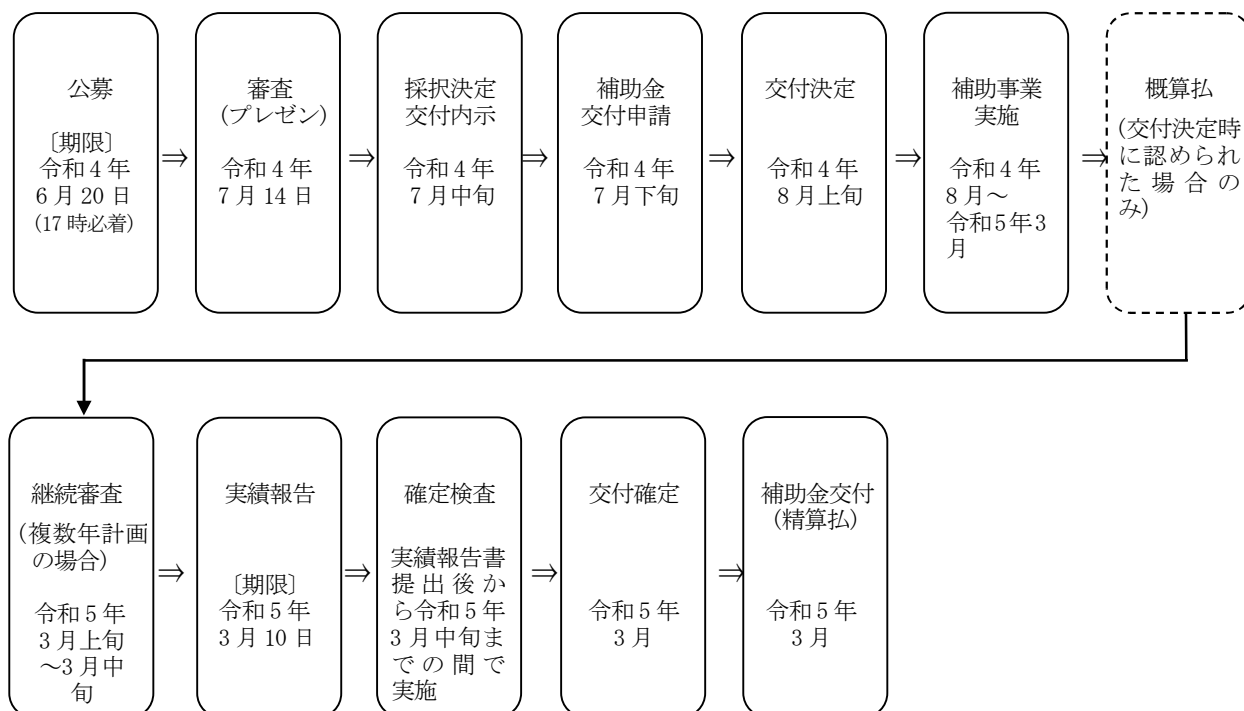 公募
〔期限〕
令和4年
6月20日
(17時必着)
⇒
審査
(プレゼン)
令和4年
7月14日
⇒
採択決定
交付内示
令和4年
7月中旬
⇒
補助金
交付申請
令和4年
7月下旬
⇒
交付決定
令和4年
8月上旬
⇒
補助事業
実施
令和4年
8月～
令和5年3
月
⇒
概算払
(交付決定時
に認められ
た場合の
み)
継続審査
(複数年計画
の場合)
令和5年
3月上旬
～3月中
旬
⇒
実績報告
〔期限〕
令和5年
3月10日
⇒
確定検査
実績報告書
提出後か
ら令和5年
3月中旬ま
での間で
実施
⇒
交付確定
令和5年
3月
⇒
補助金交付
(精算払)
令和5年
3月